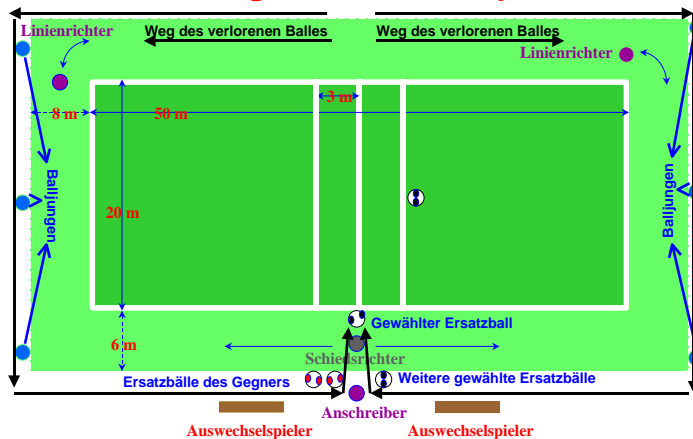 Weg des verlorenen Balles
Weg des verlorenen Balles
Linienrichter
Linienrichter
3 m
8 m
50 m
Balljungen
Balljungen
20 m
Gewählter Ersatzball
6 m
Schiedsrichter
Ersatzbälle des Gegners
Weitere gewählte Ersatzbälle
Anschreiber
Auswechselspieler
Auswechselspieler